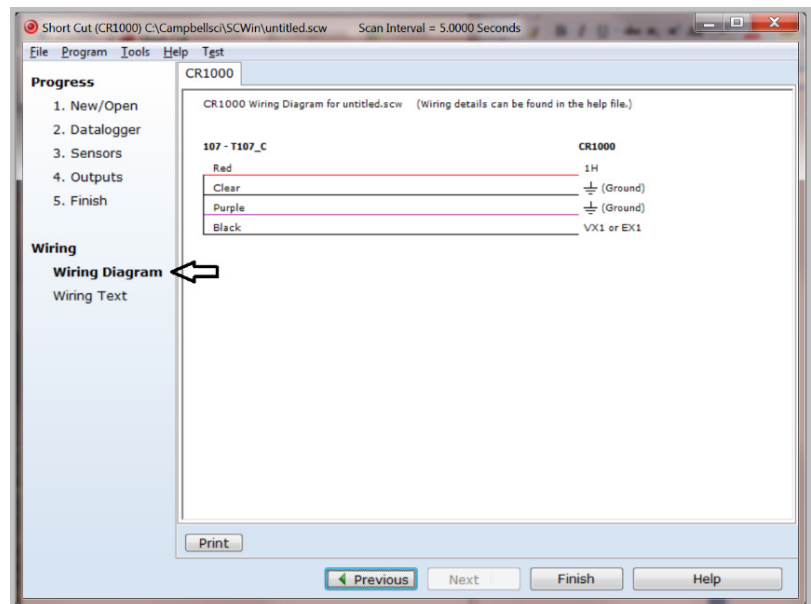 Short Cut (CR1000) C:\Campbellsci\SCWin\untitled.scw Scan Interval = 5.0000 Seconds
File Program Tools Help Test
Progress
1. New/Open
2. Datalogger
3. Sensors
4. Outputs
5. Finish
Wiring
Wiring Diagram
Wiring Text
CR1000
CR1000 Wiring Diagram for untitled.scw (Wiring details can be found in the help file.)
107 - T107_C CR1000
Red 1H
Clear (Ground)
Purple (Ground)
Black VX1 or EX1
Print
Previous Next Finish Help